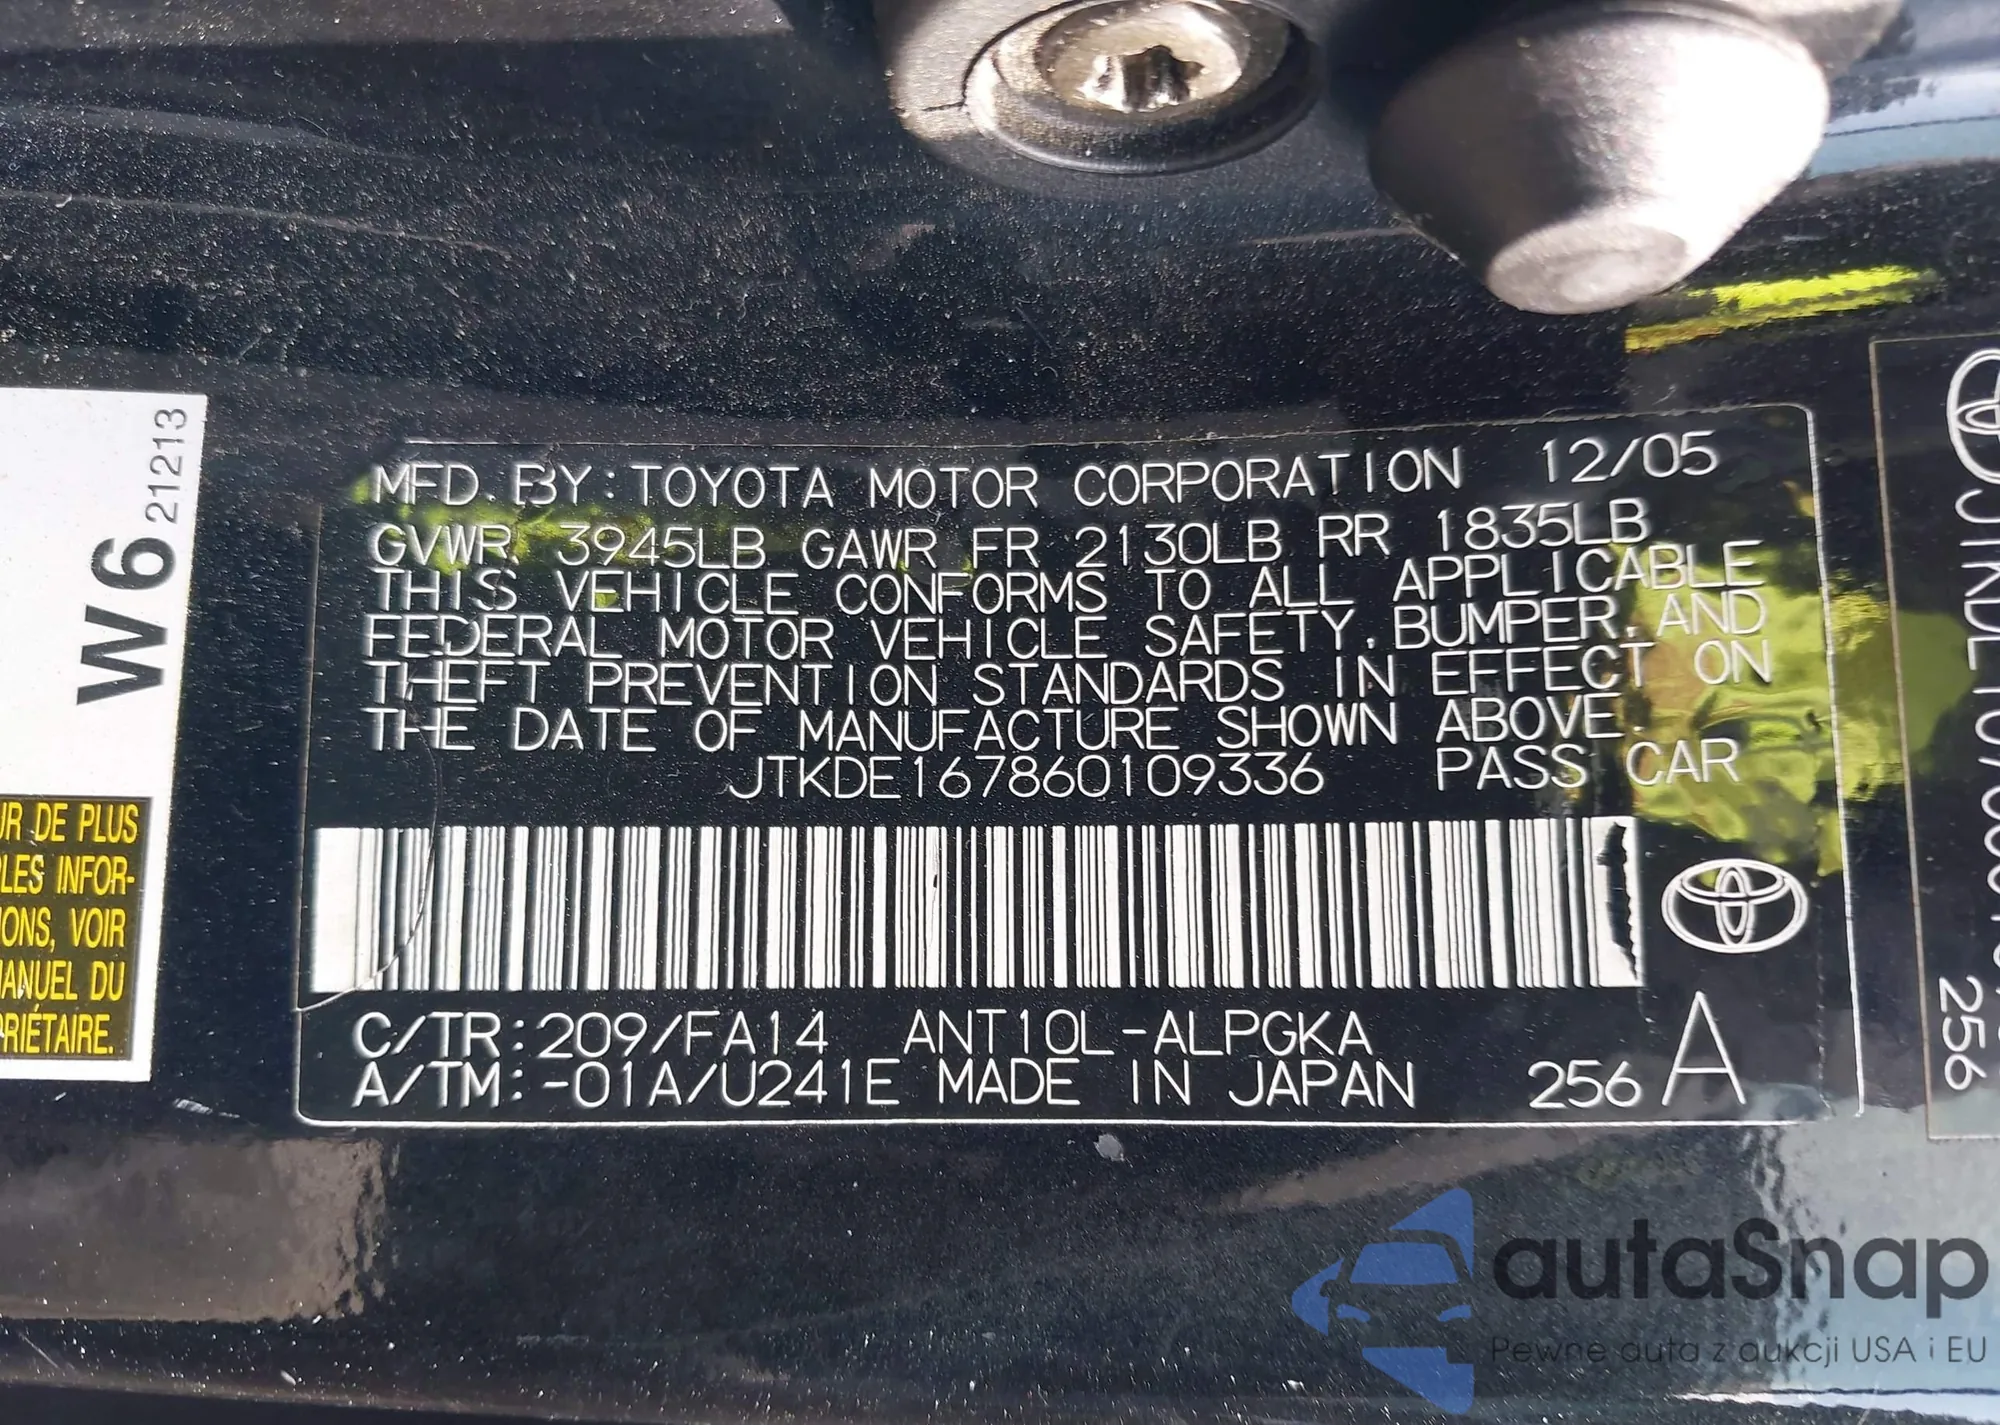 W6 21213
UR DE PLUS
LES INFOR-
IONS, VOIR
MANUEL DU
PRIÉTAIRE.
MFD. BY: TOYOTA MOTOR CORPORATION 12/05
GVWR. 3945LB GAWR FR 2130LB RR 1835LB
THIS VEHICLE CONFORMS TO ALL APPLICABLE
FEDERAL MOTOR VEHICLE SAFETY, BUMPER, AND
THEFT PREVENTION STANDARDS IN EFFECT ON
THE DATE OF MANUFACTURE SHOWN ABOVE.
JTKDE167860109336 PASS CAR
C/TR:209/FA14 ANT10L-ALPGKA
A/TM:-01A/U241E MADE IN JAPAN 256 A
256
autaSnap
Pewne auta z aukcji USA i EU